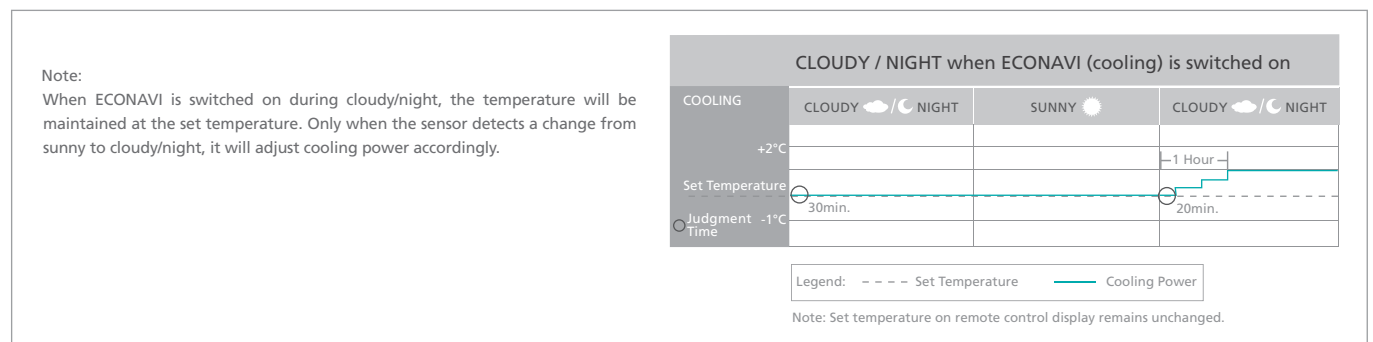 Note:
When ECONAVI is switched on during cloudy/night, the temperature will be
maintained at the set temperature. Only when the sensor detects a change from
sunny to cloudy/night, it will adjust cooling power accordingly.
CLOUDY / NIGHT when ECONAVI (cooling) is switched on
COOLING
CLOUDY / NIGHT
SUNNY
CLOUDY / NIGHT
+2°C
1 Hour
Set Temperature
30min.
20min.
Judgment -1°C
Time
Legend: Set Temperature Cooling Power
Note: Set temperature on remote control display remains unchanged.